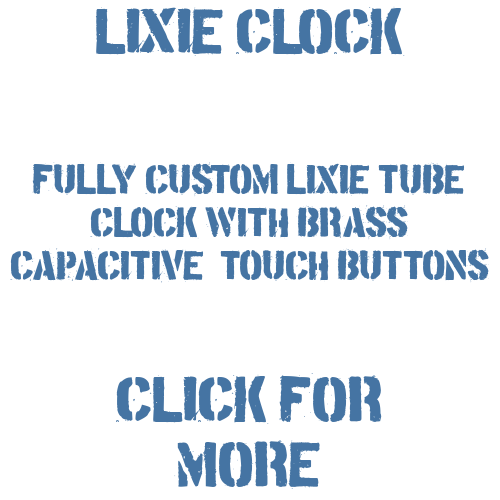 LIXIE CLOCK
FULLY CUSTOM LIXIE TUBE
CLOCK WITH BRASS
CAPACITIVE TOUCH BUTTONS
CLICK FOR
MORE